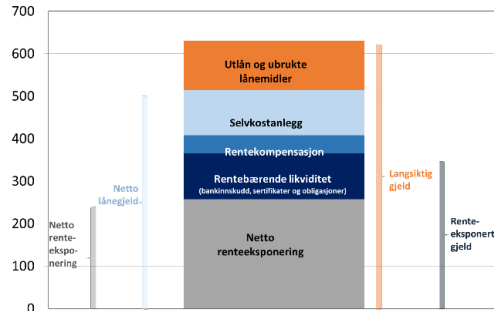 700
600
500
400
300
200
100
0
Utlån og ubrukte
lånemidler
Selvkostanlegg
Rentekompensasjon
Rentebærende likviditet
(bankinnskudd, sertifikater og obligasjoner)
Netto
renteeksponering
Netto
rente-
ekspo-
nering
Netto
lånegjeld
Langsiktig
gjeld
Rente-
eksponert
gjeld